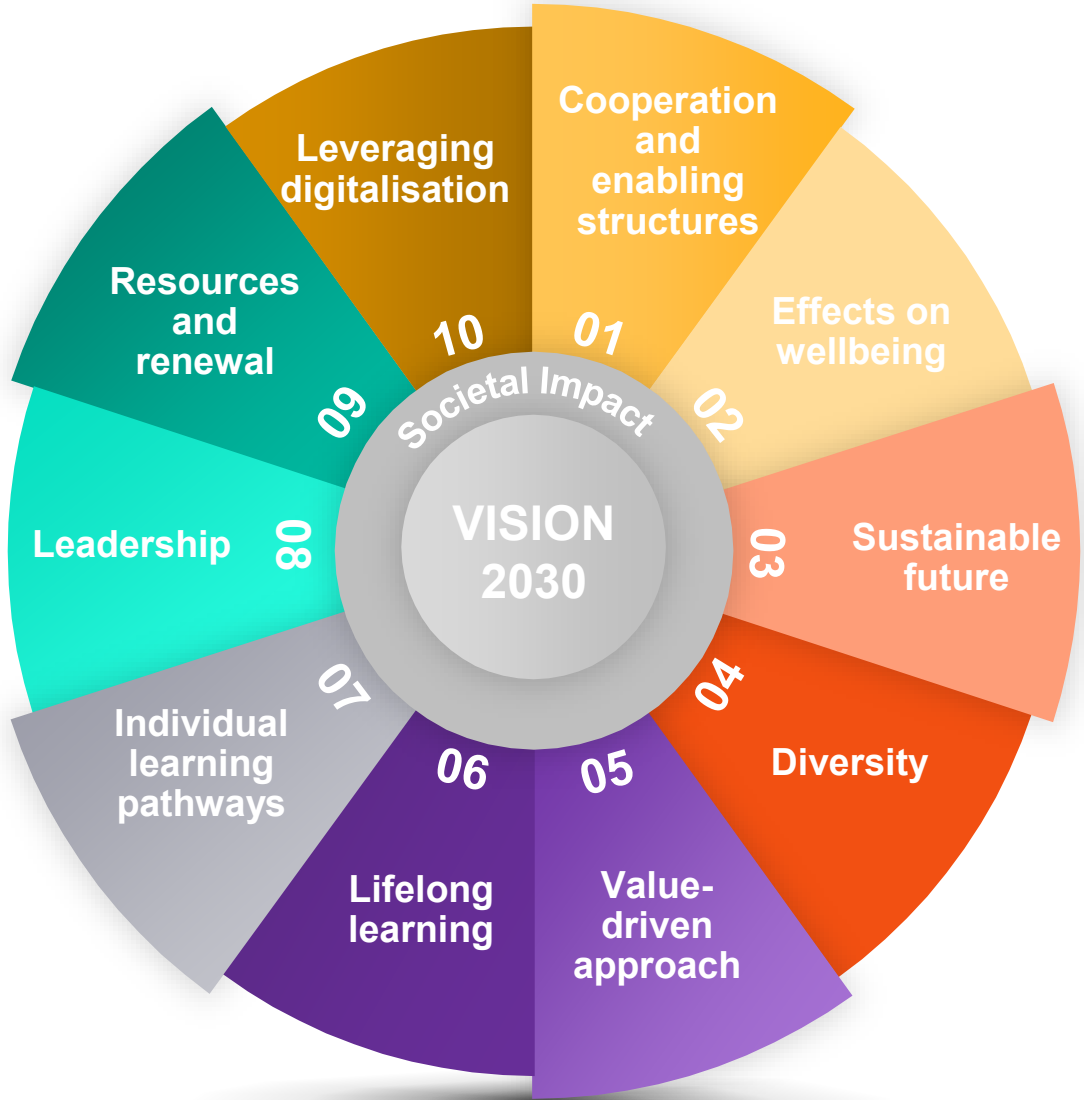 VISION
2030
Societal Impact
01
Cooperation
and
enabling
structures
02
Effects on
wellbeing
03
Sustainable
future
04
Diversity
05
Value-
driven
approach
06
Lifelong
learning
07
Individual
learning
pathways
08
Leadership
09
Resources
and
renewal
10
Leveraging
digitalisation